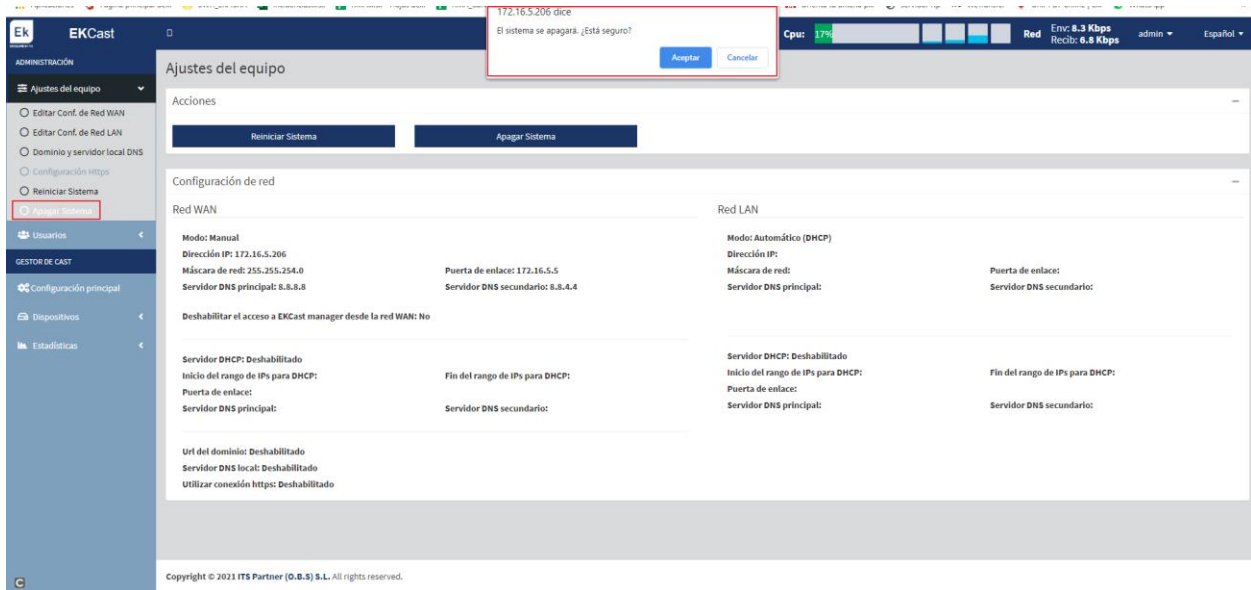 172.16.5.206 dice
El sistema se apagará. ¿Está seguro?
Aceptar Cancelar
Ek EKCast
Cpu: 17% Red Env: 8.3 Kbps
Recib: 6.8 Kbps
admin Español
ADMINISTRACIÓN
Ajustes del equipo
Editar Conf. de Red WAN
Editar Conf. de Red LAN
Dominio y servidor local DNS
Configuración Https
Reiniciar Sistema
Apagar Sistema
Usuarios
GESTOR DE CAST
Configuración principal
Dispositivos
Estadísticas
Ajustes del equipo
Acciones
Reiniciar Sistema Apagar Sistema
Configuración de red
Red WAN
Modo: Manual
Dirección IP: 172.16.5.206
Máscara de red: 255.255.254.0 Puerta de enlace: 172.16.5.5
Servidor DNS principal: 8.8.8.8 Servidor DNS secundario: 8.8.4.4
Deshabilitar el acceso a EKCast manager desde la red WAN: No
Servidor DHCP: Deshabilitado
Inicio del rango de IPs para DHCP: Fin del rango de IPs para DHCP:
Puerta de enlace:
Servidor DNS principal: Servidor DNS secundario:
Url del dominio: Deshabilitado
Servidor DNS local: Deshabilitado
Utilizar conexión https: Deshabilitado
Red LAN
Modo: Automático (DHCP)
Dirección IP:
Máscara de red: Puerta de enlace:
Servidor DNS principal: Servidor DNS secundario:
Servidor DHCP: Deshabilitado
Inicio del rango de IPs para DHCP: Fin del rango de IPs para DHCP:
Puerta de enlace:
Servidor DNS principal: Servidor DNS secundario:
Copyright © 2021 ITS Partner (O.B.S) S.L. All rights reserved.